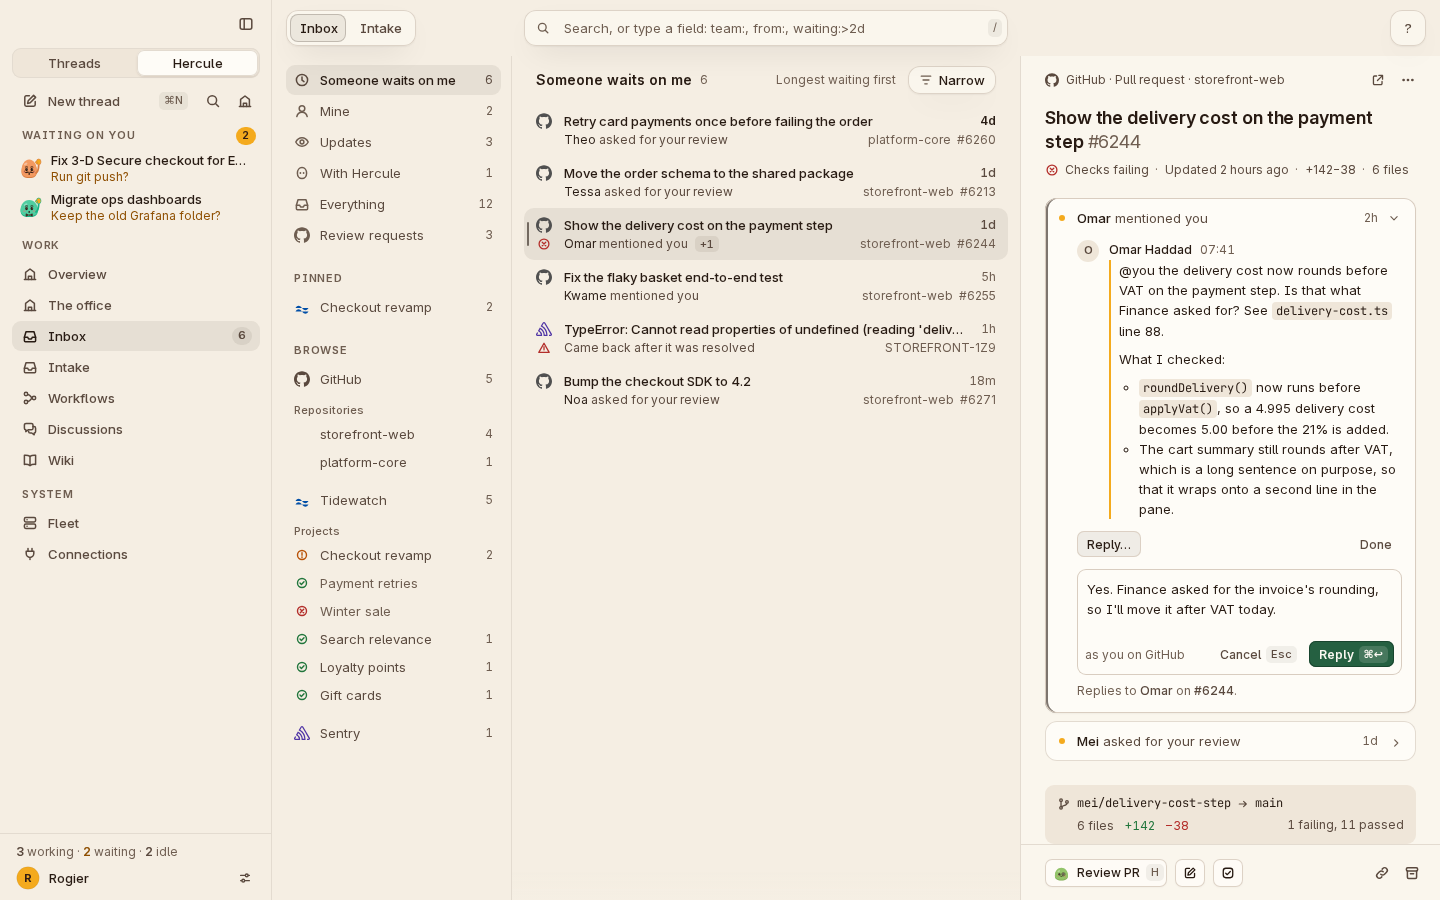 Threads
Hercule
New thread
⌘N
WAITING ON YOU
2
Fix 3-D Secure checkout for E…
Run git push?
Migrate ops dashboards
Keep the old Grafana folder?
WORK
Overview
The office
Inbox
6
Intake
Workflows
Discussions
Wiki
SYSTEM
Fleet
Connections
3 working · 2 waiting · 2 idle
R
Rogier
Inbox
Intake
Someone waits on me 6
Mine 2
Updates 3
With Hercule 1
Everything 12
Review requests 3
PINNED
Checkout revamp 2
BROWSE
GitHub 5
Repositories
storefront-web 4
platform-core 1
Tidewatch 5
Projects
Checkout revamp 2
Payment retries
Winter sale
Search relevance 1
Loyalty points 1
Gift cards 1
Sentry 1
Search, or type a field: team:, from:, waiting:>2d
/
?
Someone waits on me 6
Longest waiting first
Narrow
Retry card payments once before failing the order 4d
Theo asked for your review platform-core #6260
Move the order schema to the shared package 1d
Tessa asked for your review storefront-web #6213
Show the delivery cost on the payment step 1d
Omar mentioned you +1 storefront-web #6244
Fix the flaky basket end-to-end test 5h
Kwame mentioned you storefront-web #6255
TypeError: Cannot read properties of undefined (reading 'deliv… 1h
Came back after it was resolved STOREFRONT-1Z9
Bump the checkout SDK to 4.2 18m
Noa asked for your review storefront-web #6271
GitHub · Pull request · storefront-web
Show the delivery cost on the payment
step #6244
Checks failing · Updated 2 hours ago · +142−38 · 6 files
Omar mentioned you 2h
O
Omar Haddad 07:41
@you the delivery cost now rounds before
VAT on the payment step. Is that what
Finance asked for? See delivery-cost.ts
line 88.
What I checked:
roundDelivery() now runs before
applyVat(), so a 4.995 delivery cost
becomes 5.00 before the 21% is added.
The cart summary still rounds after VAT,
which is a long sentence on purpose, so
that it wraps onto a second line in the
pane.
Reply…
Done
Yes. Finance asked for the invoice's rounding,
so I'll move it after VAT today.
as you on GitHub
Cancel Esc
Reply ⌘↩
Replies to Omar on #6244.
Mei asked for your review 1d
mei/delivery-cost-step → main
6 files +142 −38 1 failing, 11 passed
Review PR H